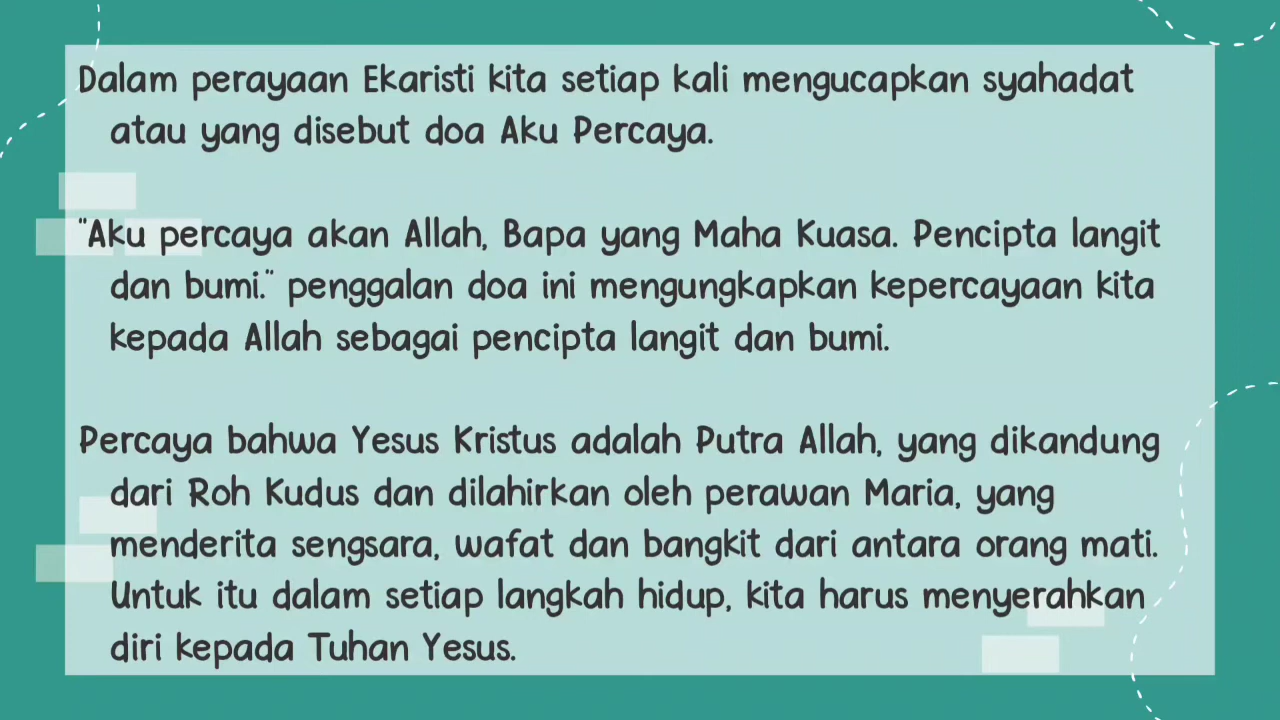 Dalam perayaan Ekaristi kita setiap kali mengucapkan syahadat
atau yang disebut doa Aku Percaya.
"Aku percaya akan Allah, Bapa yang Maha Kuasa. Pencipta langit
dan bumi." penggalan doa ini mengungkapkan kepercayaan kita
kepada Allah sebagai pencipta langit dan bumi.
Percaya bahwa Yesus Kristus adalah Putra Allah, yang dikandung
dari Roh Kudus dan dilahirkan oleh perawan Maria, yang
menderita sengsara, wafat dan bangkit dari antara orang mati.
Untuk itu dalam setiap langkah hidup, kita harus menyerahkan
diri kepada Tuhan Yesus.